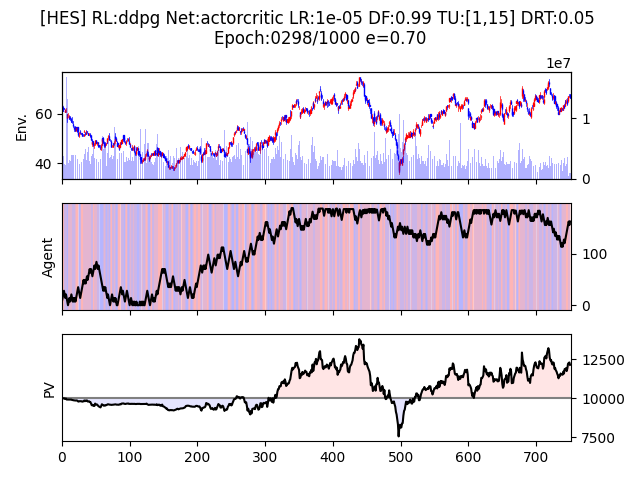 [HES] RL:ddpg Net:actorcritic LR:1e-05 DF:0.99 TU:[1,15] DRT:0.05
Epoch:0298/1000 e=0.70
1e7
Env.
60
40
1
0
Agent
100
0
PV
12500
10000
7500
0 100 200 300 400 500 600 700